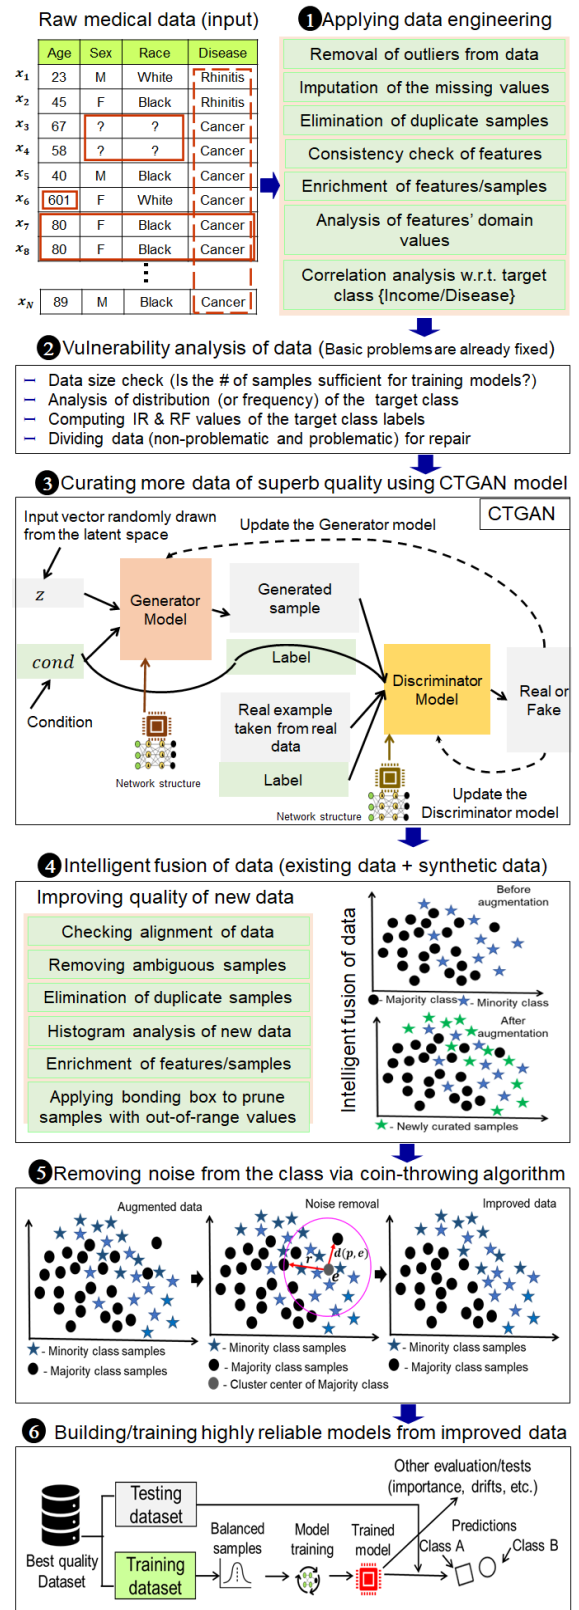 Raw medical data (input)
Age Sex Race Disease
x1 23 M White Rhinitis
x2 45 F Black Rhinitis
x3 67 ? ? Cancer
x4 58 ? ? Cancer
x5 40 M Black Cancer
x6 601 F White Cancer
x7 80 F Black Cancer
x8 80 F Black Cancer
xN 89 M Black Cancer
1 Applying data engineering
Removal of outliers from data
Imputation of the missing values
Elimination of duplicate samples
Consistency check of features
Enrichment of features/samples
Analysis of features' domain
values
Correlation analysis w.r.t. target
class {Income/Disease}
2 Vulnerability analysis of data (Basic problems are already fixed)
Data size check (Is the # of samples sufficient for training models?)
Analysis of distribution (or frequency) of the target class
Computing IR & RF values of the target class labels
Dividing data (non-problematic and problematic) for repair
3 Curating more data of superb quality using CTGAN model
CTGAN
Input vector randomly drawn
from the latent space
Update the Generator model
z
Generator
Model
Generated
sample
cond
Label
Discriminator
Model
Real or
Fake
Condition
Real example
taken from real
data
Label
Network structure
Network structure
Update the
Discriminator model
4 Intelligent fusion of data (existing data + synthetic data)
Improving quality of new data
Checking alignment of data
Removing ambiguous samples
Elimination of duplicate samples
Histogram analysis of new data
Enrichment of features/samples
Applying bonding box to prune
samples with out-of-range values
Intelligent fusion of data
Before
augmentation
- Majority class - Minority class
After
augmentation
- Newly curated samples
5 Removing noise from the class via coin-throwing algorithm
Augmented data
- Minority class samples
- Majority class samples
Noise removal
r
d(p,e)
e
- Minority class samples
- Majority class samples
- Cluster center of Majority class
Improved data
- Minority class samples
- Majority class samples
6 Building/training highly reliable models from improved data
Other evaluation/tests
(importance, drifts, etc.)
Testing
dataset
Best quality
Dataset
Training
dataset
Balanced
samples
Model
training
Trained
model
Predictions
Class A
Class B